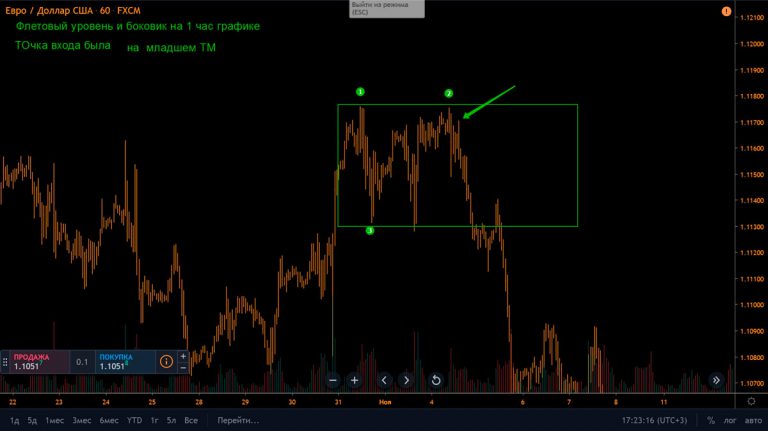 Евро / Доллар США · 60 · FXCM
Выйти из режима
(ESC)
Флетовый уровень и боковик на 1 час графике
ТОчка входа была на младшем ТМ
1.12100
1.12000
1.11900
1.11800
1.11700
1.11600
1.11500
1.11400
1.11300
1.11200
1.11100
1.11000
1.10900
1.10800
1.10700
1
2
3
ПРОДАЖА
1.1051
0.1
ПОКУПКА
1.1051
22 23 24 25 28 29 30 31 Ноя 4 5 6 7 8 11
1д 5д 1мес 3мес 6мес YTD 1г 5л Все Перейти... 17:23:16 (UTC+3) % лог авто